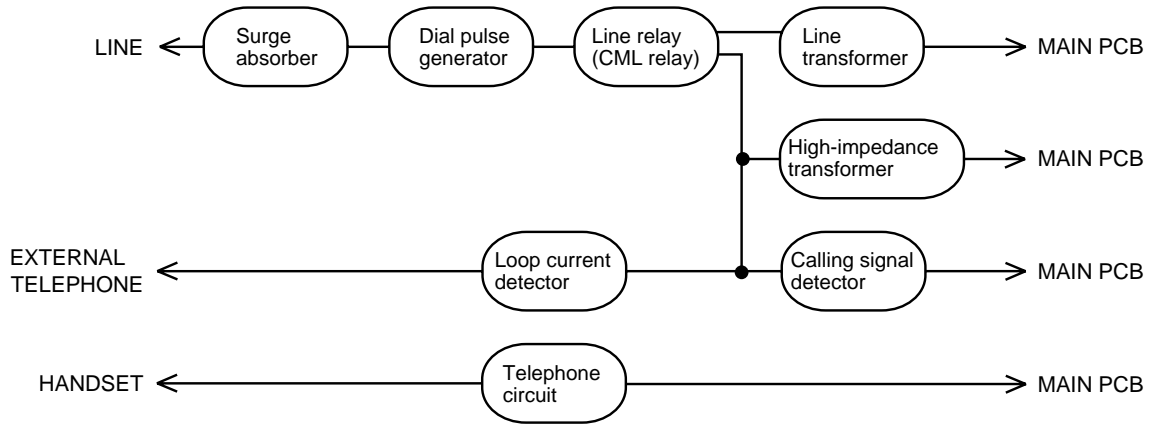 LINE
Surge
absorber
Dial pulse
generator
Line relay
(CML relay)
Line
transformer
MAIN PCB
High-impedance
transformer
MAIN PCB
EXTERNAL
TELEPHONE
Loop current
detector
Calling signal
detector
MAIN PCB
HANDSET
Telephone
circuit
MAIN PCB